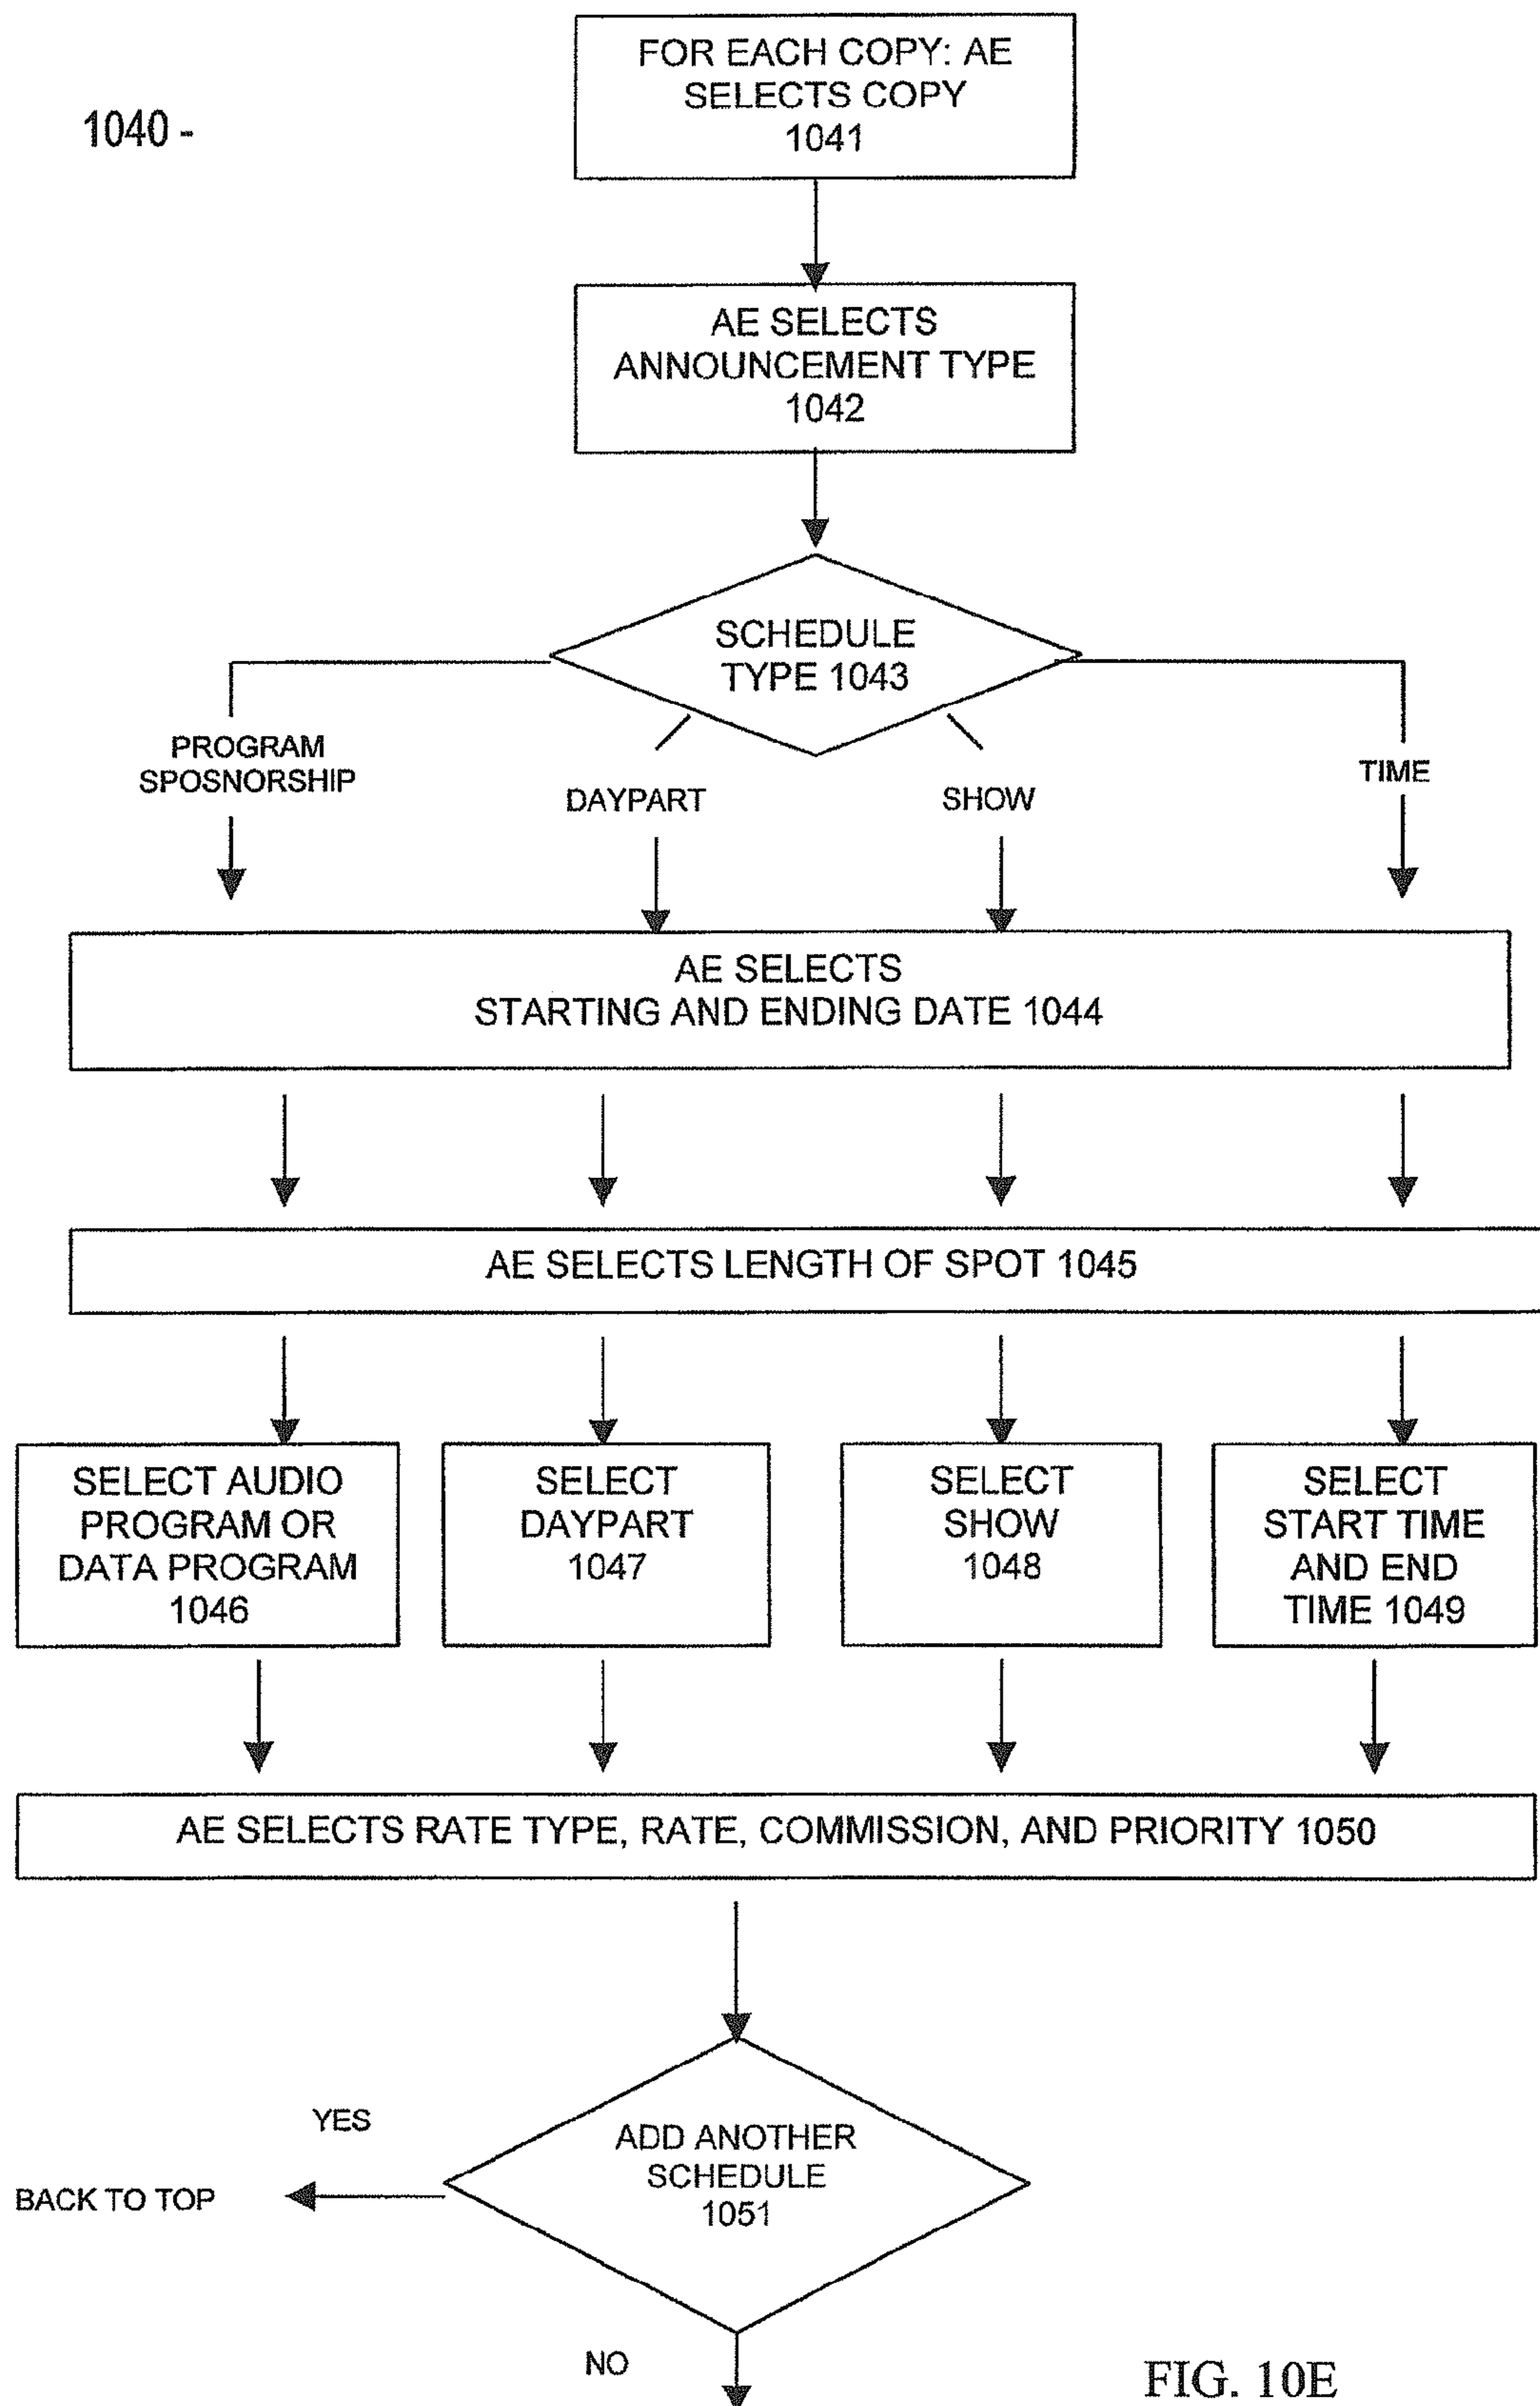 1040 -
FOR EACH COPY: AE
SELECTS COPY
1041
AE SELECTS
ANNOUNCEMENT TYPE
1042
SCHEDULE
TYPE 1043
PROGRAM
SPOSNORSHIP
DAYPART
SHOW
TIME
AE SELECTS
STARTING AND ENDING DATE 1044
AE SELECTS LENGTH OF SPOT 1045
SELECT AUDIO
PROGRAM OR
DATA PROGRAM
1046
SELECT
DAYPART
1047
SELECT
SHOW
1048
SELECT
START TIME
AND END
TIME 1049
AE SELECTS RATE TYPE, RATE, COMMISSION, AND PRIORITY 1050
YES
BACK TO TOP
ADD ANOTHER
SCHEDULE
1051
NO
FIG. 10E